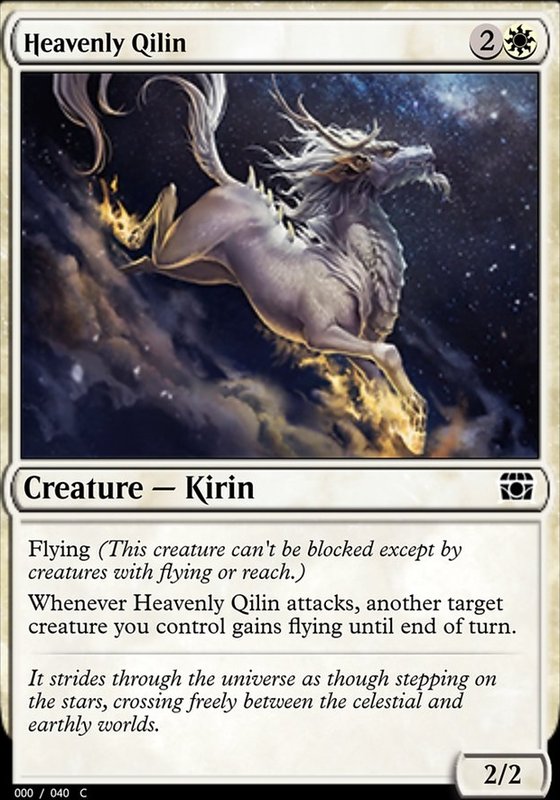 Heavenly Qilin
2
Creature — Kirin
Flying (This creature can't be blocked except by
creatures with flying or reach.)
Whenever Heavenly Qilin attacks, another target
creature you control gains flying until end of turn.
It strides through the universe as though stepping on
the stars, crossing freely between the celestial and
earthly worlds.
2/2
000 / 040 C